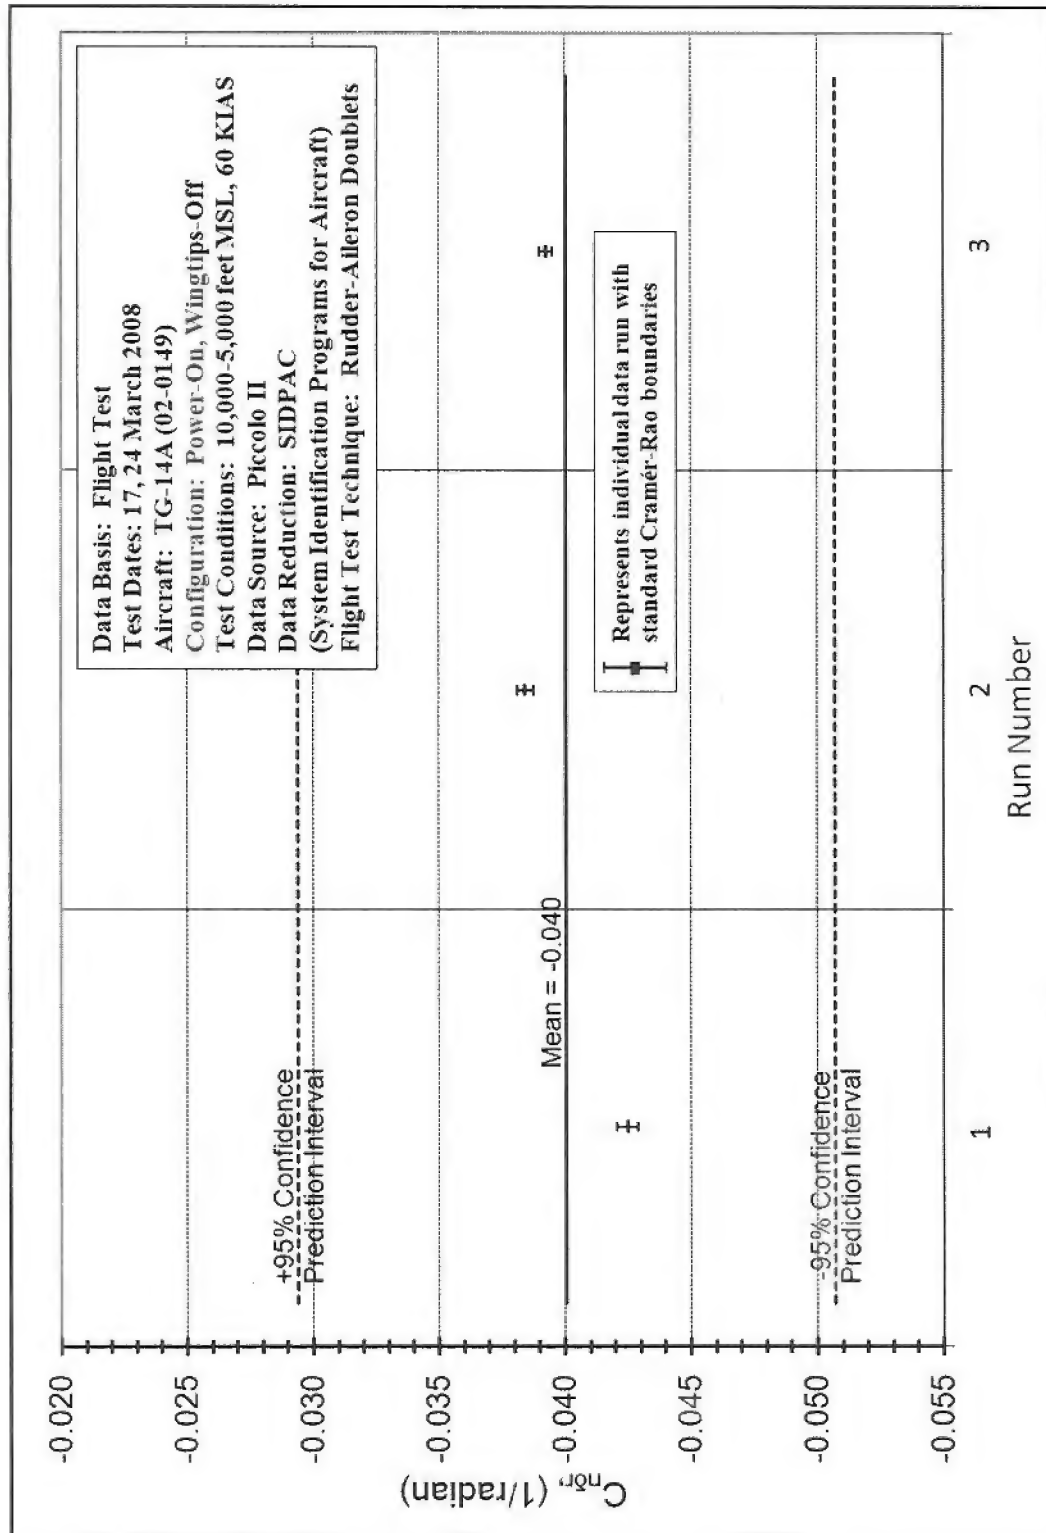 Data Basis: Flight Test
Test Dates: 17, 24 March 2008
Aircraft: TG-14A (02-0149)
Configuration: Power-On, Wingtips-Off
Test Conditions: 10,000-5,000 feet MSL, 60 KIAS
Data Source: Piccolo II
Data Reduction: SIDPAC
(System Identification Programs for Aircraft)
Flight Test Technique: Rudder-Aileron Doublets
+95% Confidence
Prediction Interval
Mean = -0.040
Represents individual data run with
standard Cramér-Rao boundaries
-95% Confidence
Prediction Interval
-0.020
-0.025
-0.030
-0.035
-0.040
-0.045
-0.050
-0.055
Cnδr, (1/radian)
1
2
3
Run Number